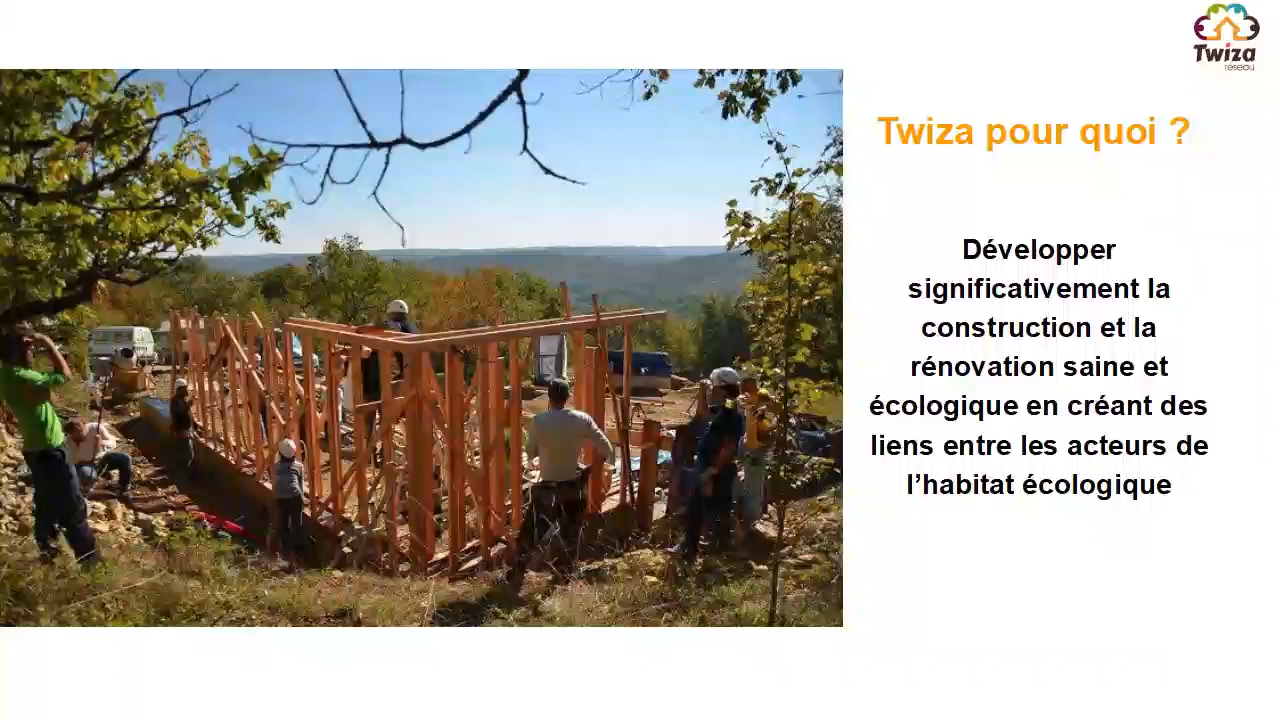 Twiza
réseau
Twiza pour quoi ?
Développer
significativement la
construction et la
rénovation saine et
écologique en créant des
liens entre les acteurs de
l’habitat écologique